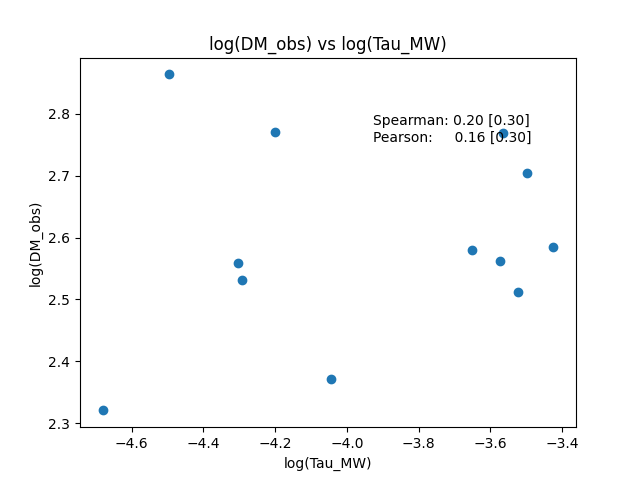 log(DM_obs) vs log(Tau_MW)
Spearman: 0.20 [0.30]
Pearson: 0.16 [0.30]
2.8
2.7
2.6
2.5
2.4
2.3
log(DM_obs)
−4.6 −4.4 −4.2 −4.0 −3.8 −3.6 −3.4
log(Tau_MW)